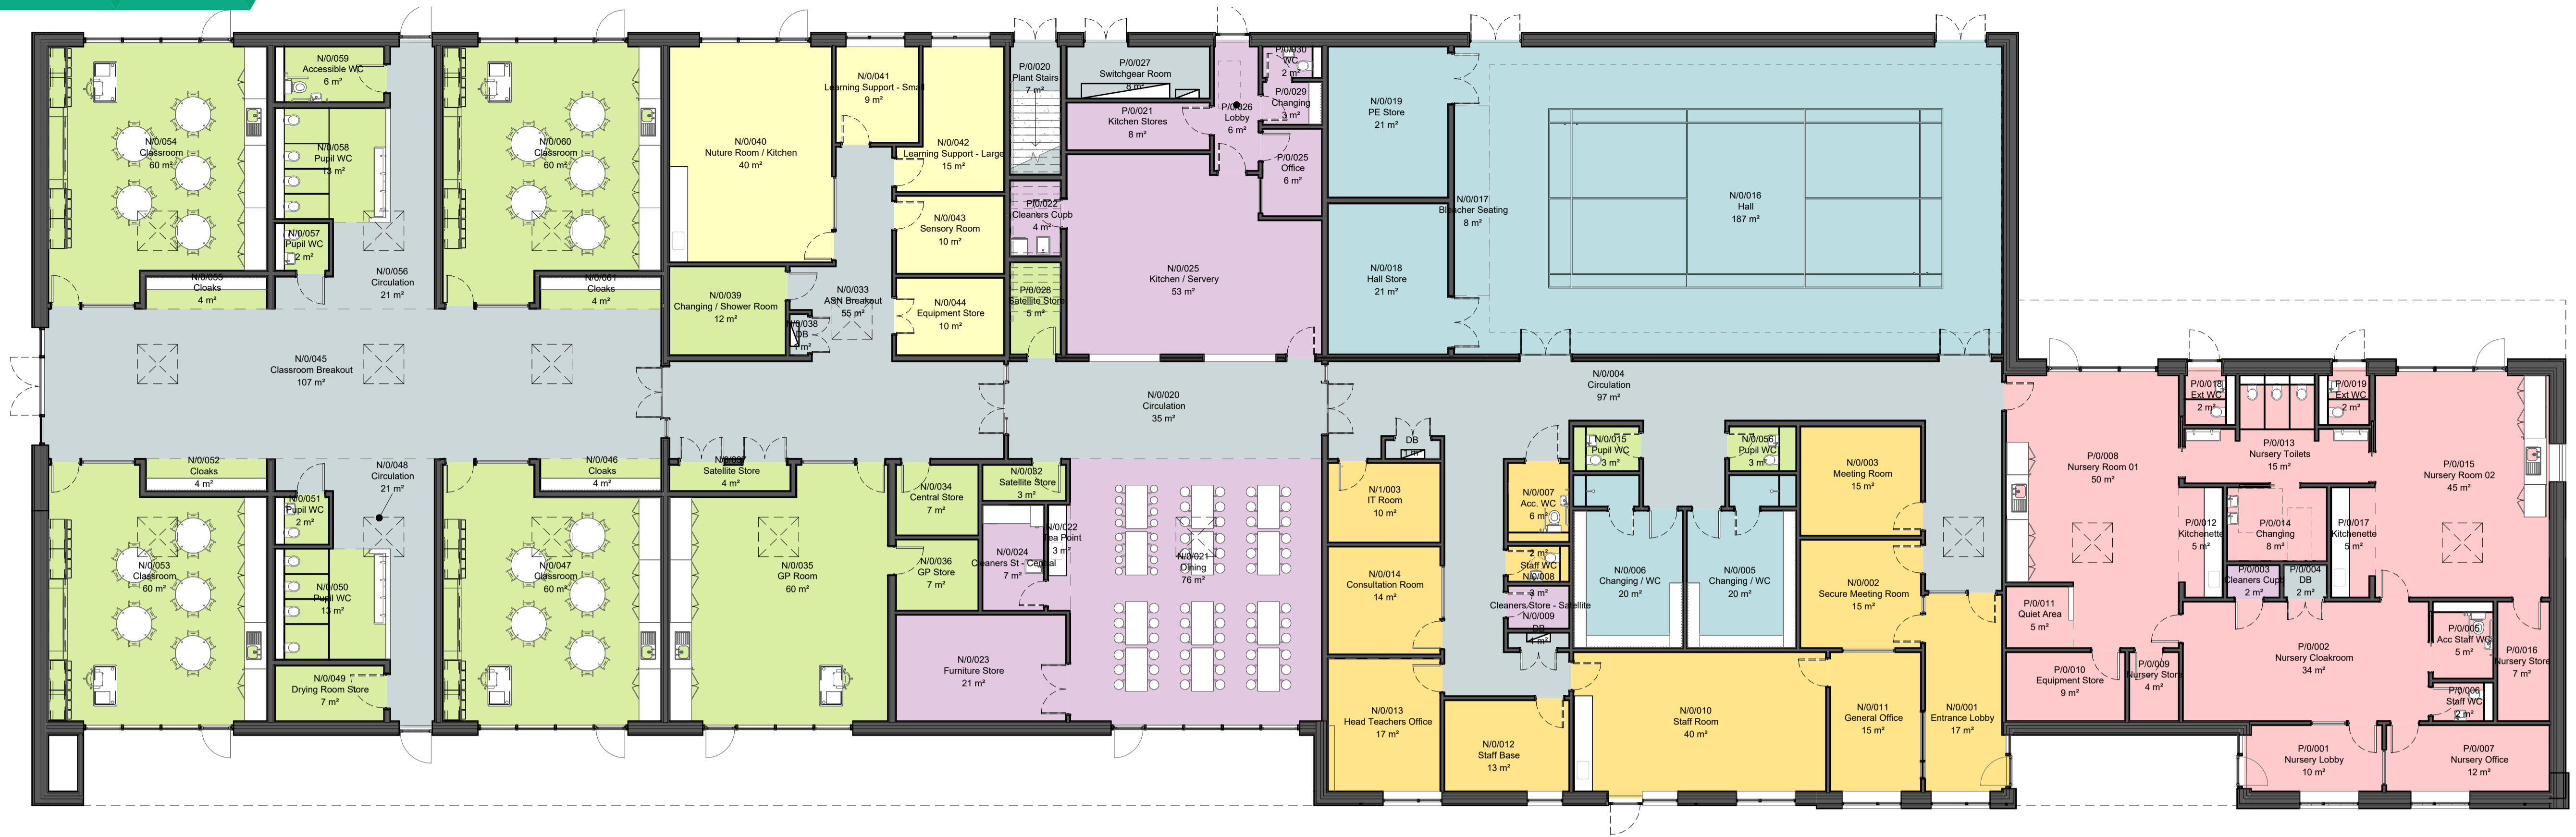 N/0/054
Classroom
60 m²
N/0/059
Accessible WC
6 m²
N/0/058
Pupil WC
13 m²
N/0/057
Pupil WC
2 m²
N/0/056
Circulation
21 m²
N/0/055
Cloaks
4 m²
N/0/060
Classroom
60 m²
N/0/061
Cloaks
4 m²
N/0/045
Classroom Breakout
107 m²
N/0/052
Cloaks
4 m²
N/0/051
Pupil WC
2 m²
N/0/048
Circulation
21 m²
N/0/046
Cloaks
4 m²
N/0/053
Classroom
60 m²
N/0/050
Pupil WC
13 m²
N/0/049
Drying Room Store
7 m²
N/0/047
Classroom
60 m²
N/0/040
Nuture Room / Kitchen
40 m²
N/0/041
Learning Support - Small
9 m²
N/0/042
Learning Support - Large
15 m²
N/0/043
Sensory Room
10 m²
N/0/044
Equipment Store
10 m²
N/0/039
Changing / Shower Room
12 m²
N/0/038
DB
1 m²
N/0/033
ASN Breakout
55 m²
N/0/037
Satellite Store
4 m²
N/0/035
GP Room
60 m²
N/0/034
Central Store
7 m²
N/0/036
GP Store
7 m²
N/0/032
Satellite Store
3 m²
N/0/024
Cleaners St - Central
7 m²
N/0/022
Tea Point
3 m²
N/0/023
Furniture Store
21 m²
N/0/021
Dining
76 m²
N/0/020
Circulation
35 m²
P/0/020
Plant Stairs
7 m²
P/0/022
Cleaners Cupb
4 m²
P/0/028
Satellite Store
5 m²
P/0/027
Switchgear Room
8 m²
P/0/021
Kitchen Stores
8 m²
P/0/026
Lobby
6 m²
P/0/030
WC
2 m²
P/0/029
Changing
3 m²
P/0/025
Office
6 m²
N/0/025
Kitchen / Servery
53 m²
N/0/019
PE Store
21 m²
N/0/018
Hall Store
21 m²
N/0/017
Bleacher Seating
8 m²
N/0/016
Hall
187 m²
N/0/004
Circulation
97 m²
DB
1 m²
N/1/003
IT Room
10 m²
N/0/014
Consultation Room
14 m²
N/0/013
Head Teachers Office
17 m²
N/0/012
Staff Base
13 m²
N/0/007
Acc. WC
6 m²
2 m²
Staff WC
N/0/008
3 m²
Cleaners Store - Satellite
N/0/009
DB
1 m²
N/0/015
Pupil WC
3 m²
N/0/056
Pupil WC
3 m²
N/0/006
Changing / WC
20 m²
N/0/005
Changing / WC
20 m²
N/0/003
Meeting Room
15 m²
N/0/002
Secure Meeting Room
15 m²
N/0/010
Staff Room
40 m²
N/0/011
General Office
15 m²
N/0/001
Entrance Lobby
17 m²
P/0/008
Nursery Room 01
50 m²
P/0/018
Ext WC
2 m²
P/0/019
Ext WC
2 m²
P/0/013
Nursery Toilets
15 m²
P/0/015
Nursery Room 02
45 m²
P/0/012
Kitchenette
5 m²
P/0/014
Changing
8 m²
P/0/017
Kitchenette
5 m²
P/0/003
Cleaners Cupb
2 m²
P/0/004
DB
2 m²
P/0/011
Quiet Area
5 m²
P/0/010
Equipment Store
9 m²
P/0/009
Nursery Store
4 m²
P/0/002
Nursery Cloakroom
34 m²
P/0/005
Acc Staff WC
5 m²
P/0/006
Staff WC
2 m²
P/0/016
Nursery Store
7 m²
P/0/001
Nursery Lobby
10 m²
P/0/007
Nursery Office
12 m²